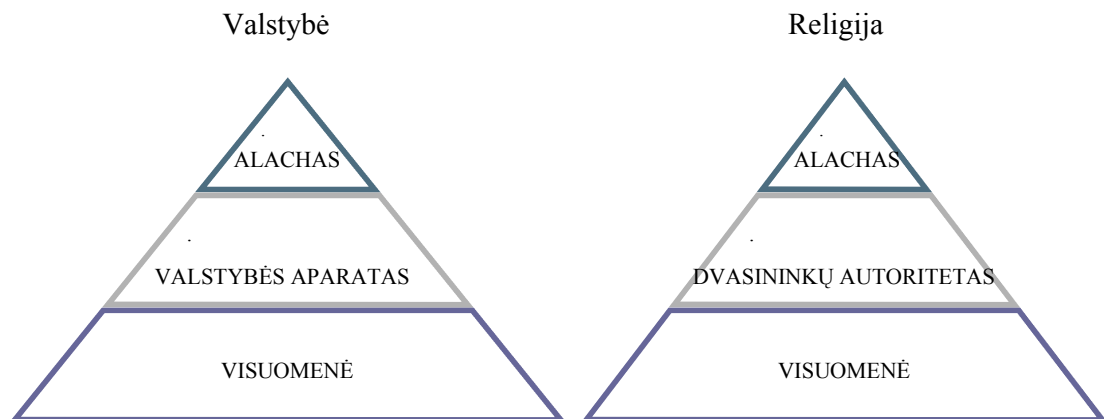 Valstybė
ALACHAS
VALSTYBĖS APARATAS
VISUOMENĖ
Religija
ALACHAS
DVASININKŲ AUTORITETAS
VISUOMENĖ